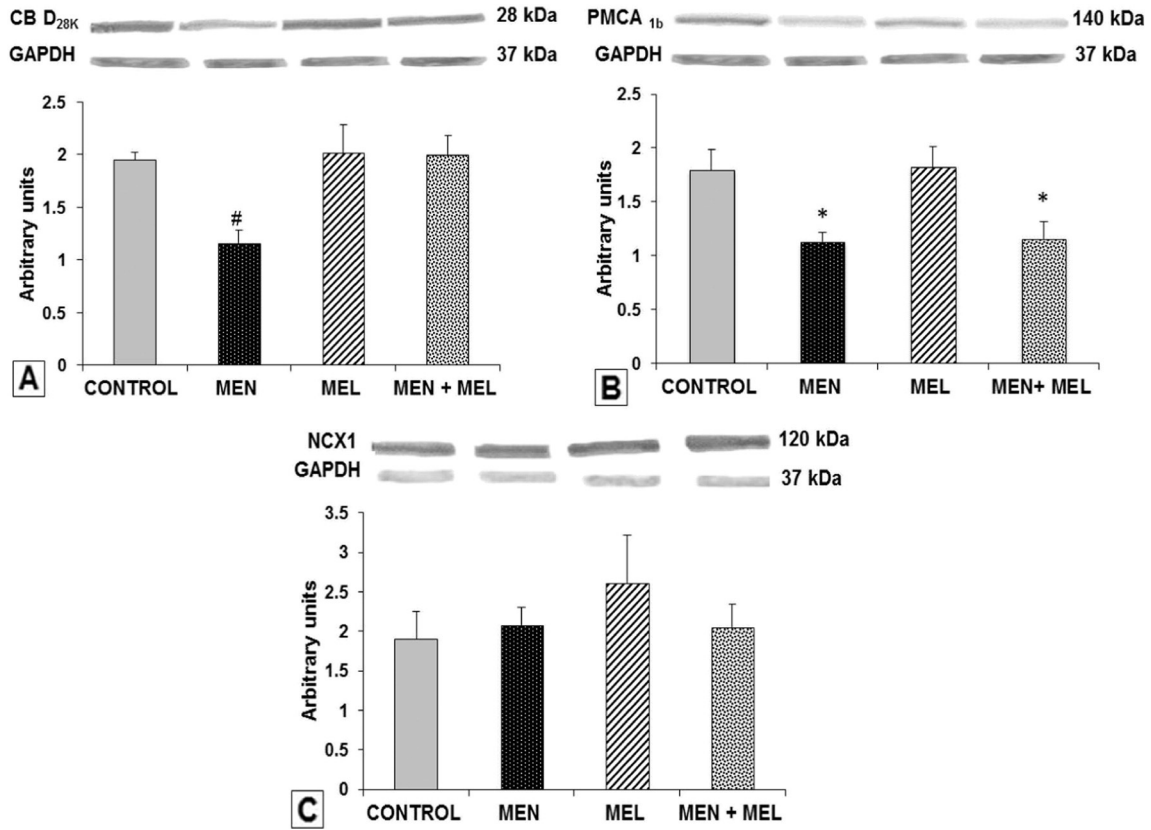 CB D28K 28 kDa
GAPDH 37 kDa
Arbitrary units
2.5
2
1.5
1
0.5
0
#
CONTROL MEN MEL MEN + MEL
A
PMCA 1b 140 kDa
GAPDH 37 kDa
Arbitrary units
2.5
2
1.5
1
0.5
0
*
*
CONTROL MEN MEL MEN+ MEL
B
NCX1 120 kDa
GAPDH 37 kDa
Arbitrary units
3.5
3
2.5
2
1.5
1
0.5
0
CONTROL MEN MEL MEN + MEL
C